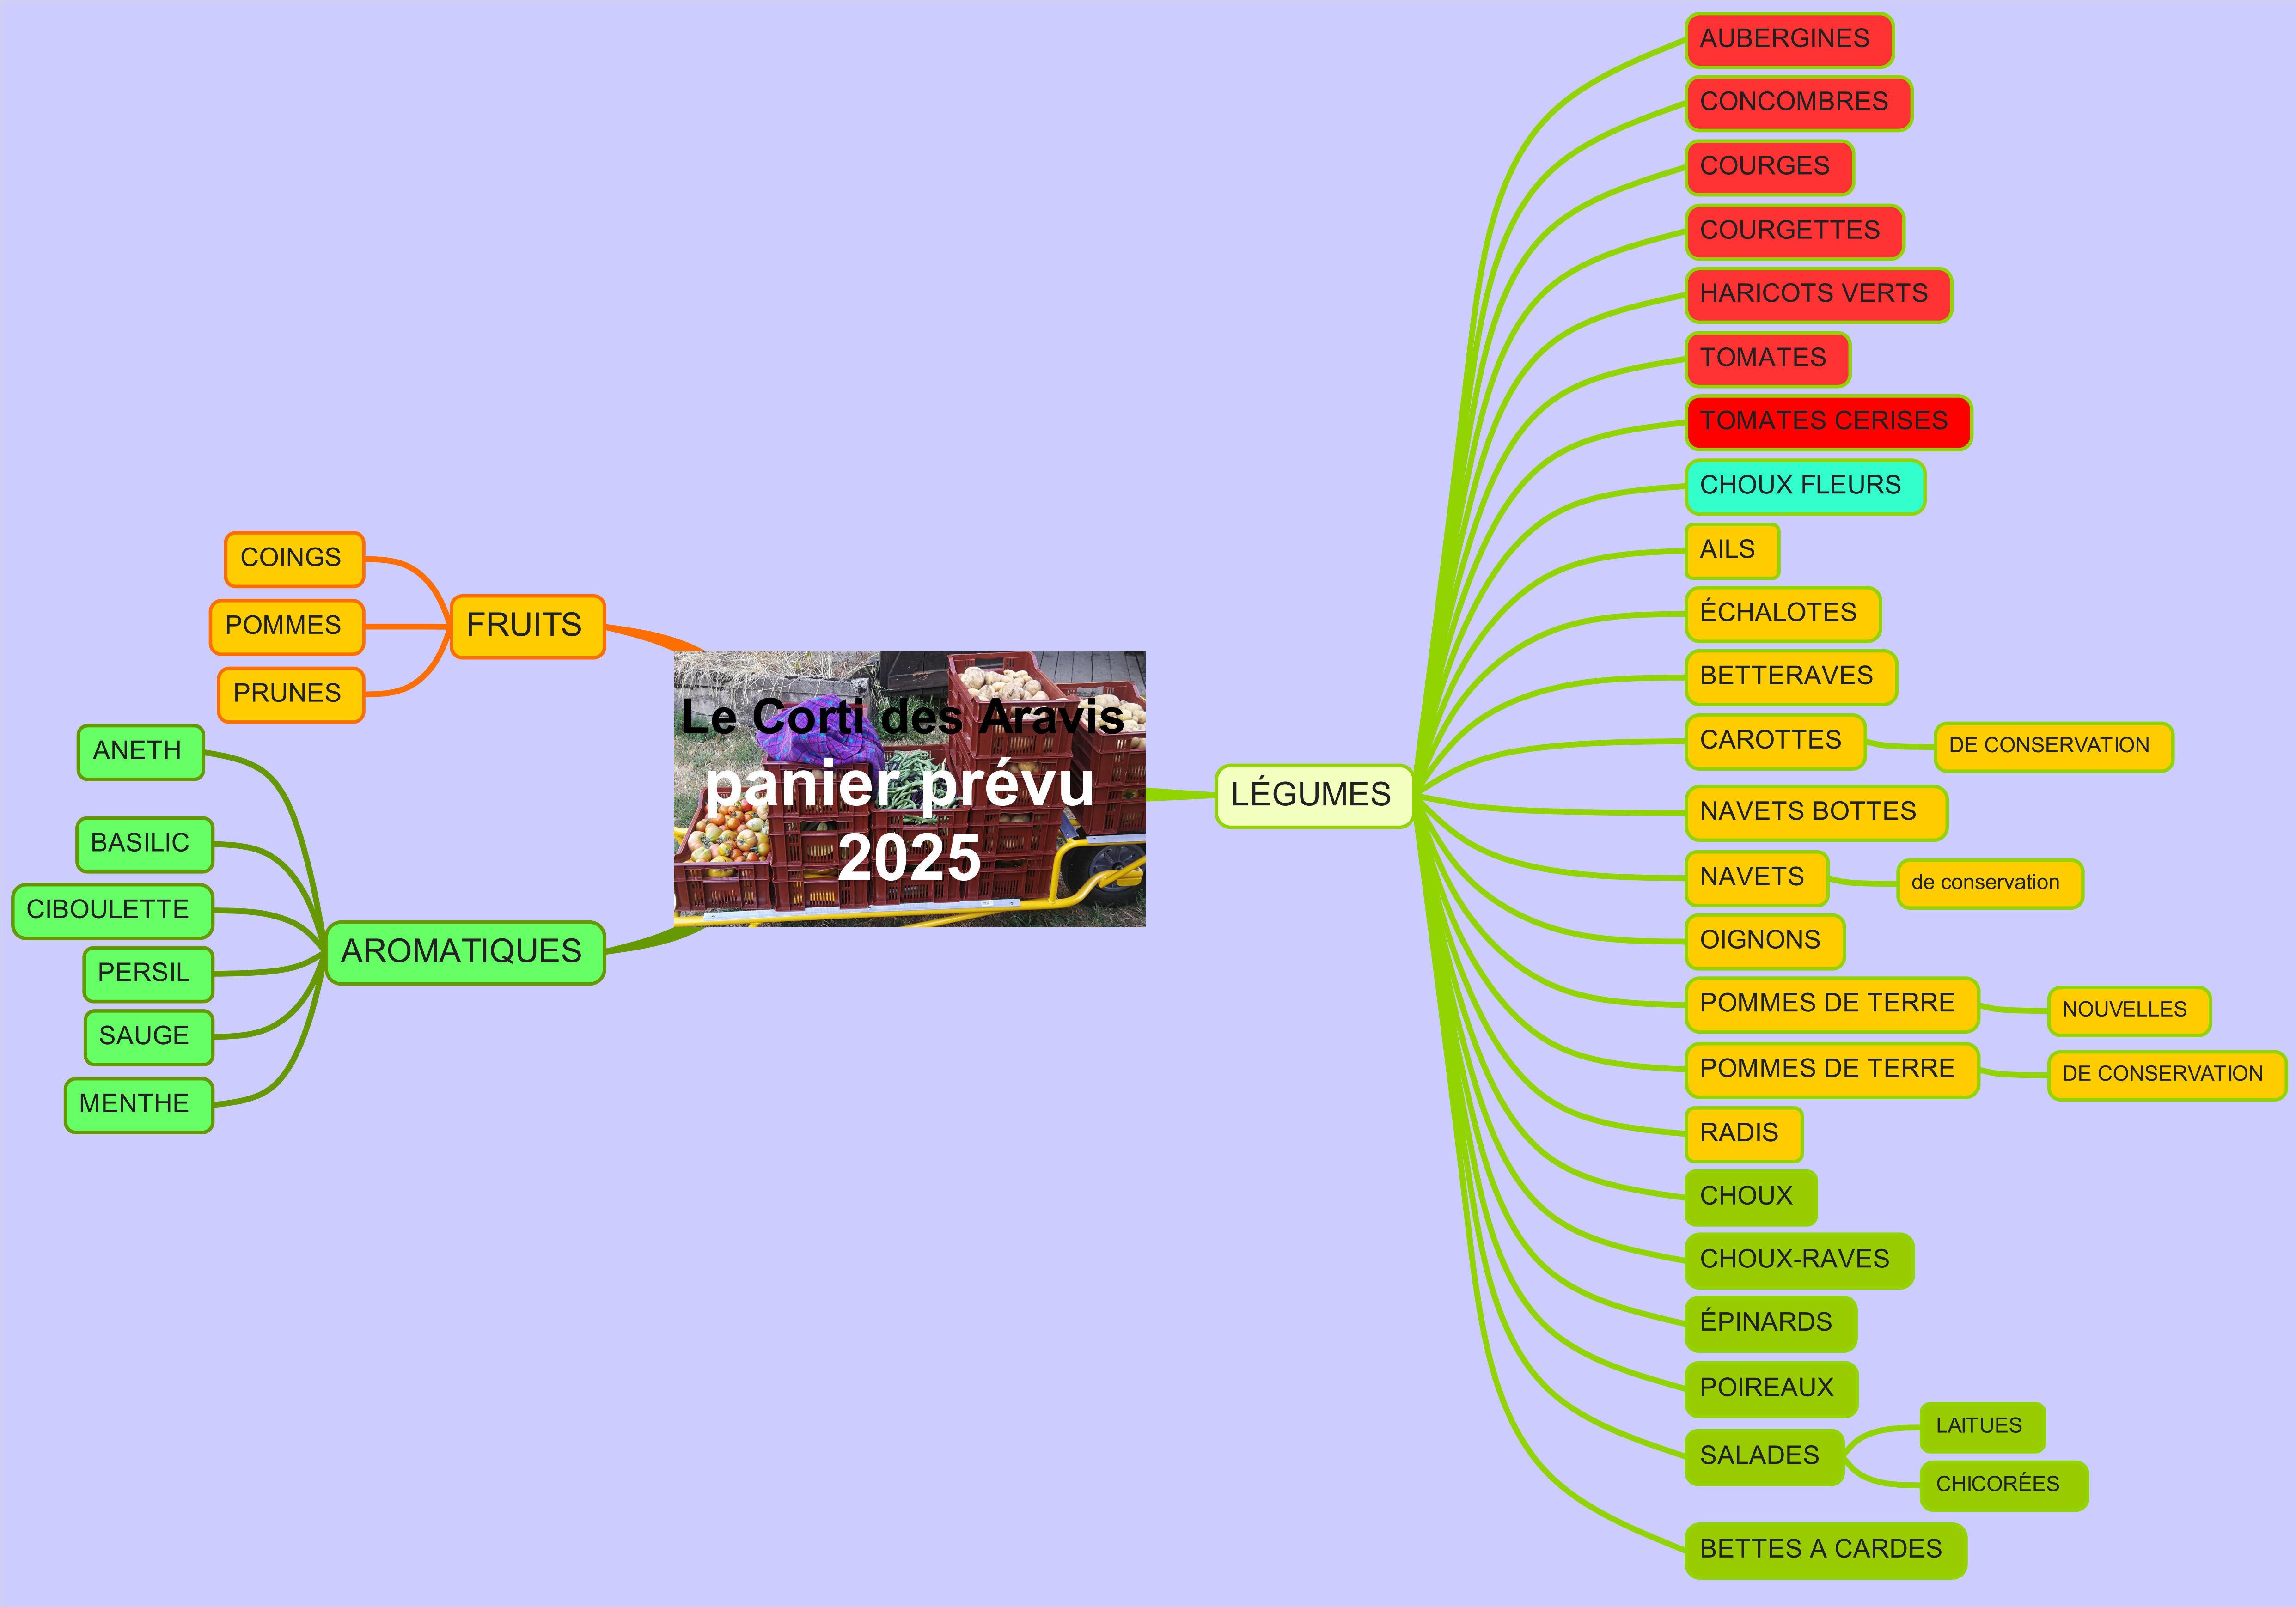 Le Corti des Aravis
panier prévu
2025
FRUITS
COINGS
POMMES
PRUNES
AROMATIQUES
ANETH
BASILIC
CIBOULETTE
PERSIL
SAUGE
MENTHE
LÉGUMES
AUBERGINES
CONCOMBRES
COURGES
COURGETTES
HARICOTS VERTS
TOMATES
TOMATES CERISES
CHOUX FLEURS
AILS
ÉCHALOTES
BETTERAVES
CAROTTES
DE CONSERVATION
NAVETS BOTTES
NAVETS
de conservation
OIGNONS
POMMES DE TERRE
NOUVELLES
POMMES DE TERRE
DE CONSERVATION
RADIS
CHOUX
CHOUX-RAVES
ÉPINARDS
POIREAUX
SALADES
LAITUES
CHICORÉES
BETTES A CARDES